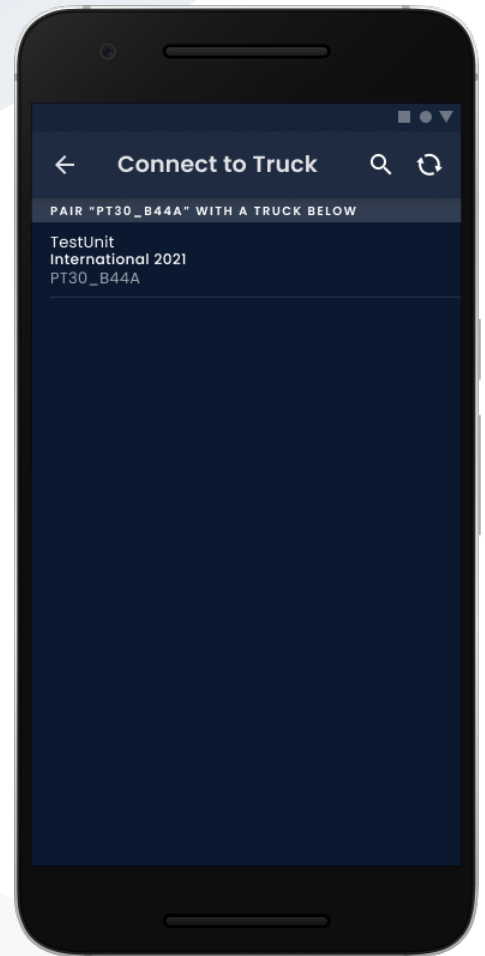 Connect to Truck
PAIR “PT30_B44A” WITH A TRUCK BELOW
TestUnit
International 2021
PT30_B44A